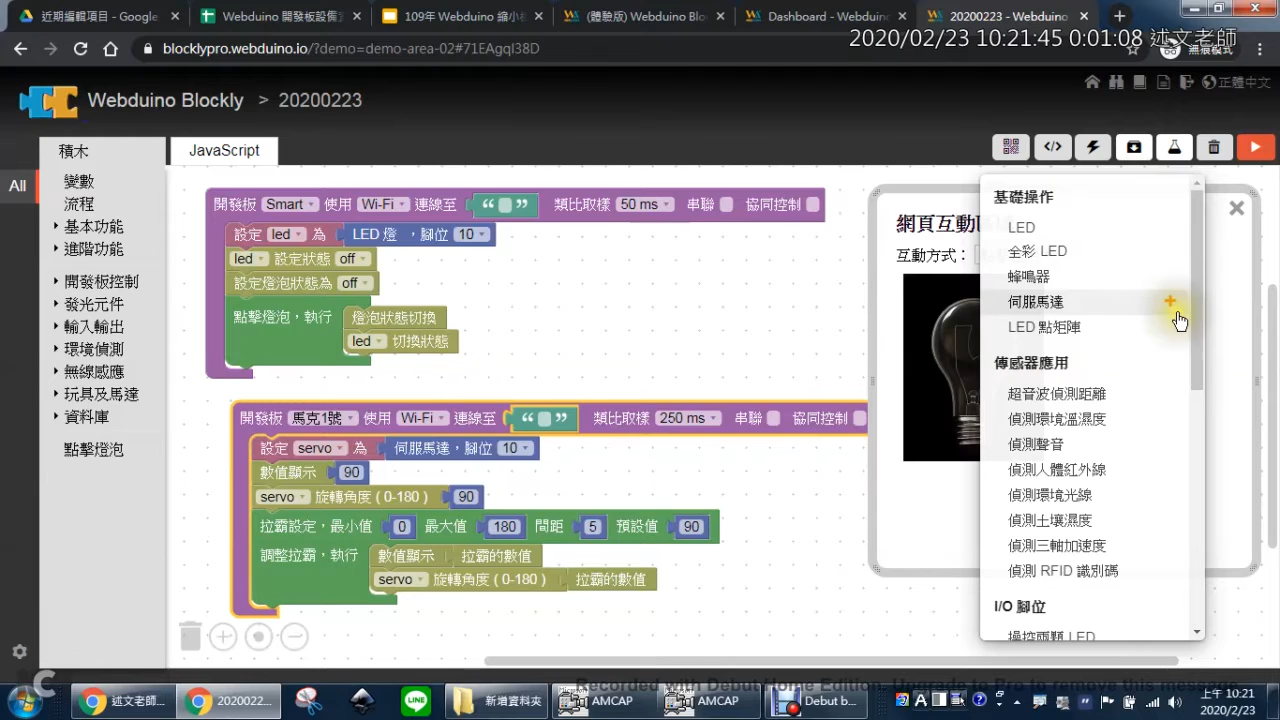 近期編輯項目 - Google
Webduino 開發板設備
109年 Webduino 縮小
(體驗版) Webduino Bl
Dashboard - Webduino
20200223 - Webduino
blocklypro.webduino.io/?demo=demo-area-02#71EAgqI38D
2020/02/23 10:21:45 0:01:08 述文老師
無痕模式
Webduino Blockly > 20200223
正體中文
積木
JavaScript
All
變數
流程
基本功能
進階功能
開發板控制
發光元件
輸入輸出
環境偵測
無線感應
玩具及馬達
資料庫
點擊燈泡
開發板 Smart 使用 Wi-Fi 連線至 “ ” 類比取樣 50 ms 串聯 協同控制
設定 led 為 LED 燈 ，腳位 10
led 設定狀態 off
設定燈泡狀態為 off
點擊燈泡，執行 燈泡狀態切換
led 切換狀態
開發板 馬克1號 使用 Wi-Fi 連線至 “ ” 類比取樣 250 ms 串聯 協同控制
設定 servo 為 伺服馬達，腳位 10
數值顯示 90
servo 旋轉角度 ( 0-180 ) 90
拉霸設定，最小值 0 最大值 180 間距 5 預設值 90
調整拉霸，執行 數值顯示 拉霸的數值
servo 旋轉角度 ( 0-180 ) 拉霸的數值
網頁互動
互動方式：
基礎操作
LED
全彩 LED
蜂鳴器
伺服馬達
LED 點矩陣
傳感器應用
超音波偵測距離
偵測環境溫濕度
偵測聲音
偵測人體紅外線
偵測環境光線
偵測土壤濕度
偵測三軸加速度
偵測 RFID 識別碼
I/O 腳位
操控兩顆 LED
Recorded with Debut Home Edition. Upgrade to Pro to remove this message
述文老師...
2020022...
LINE
新增資料夾
AMCAP
AMCAP
Debut b...
上午 10:21
2020/2/23